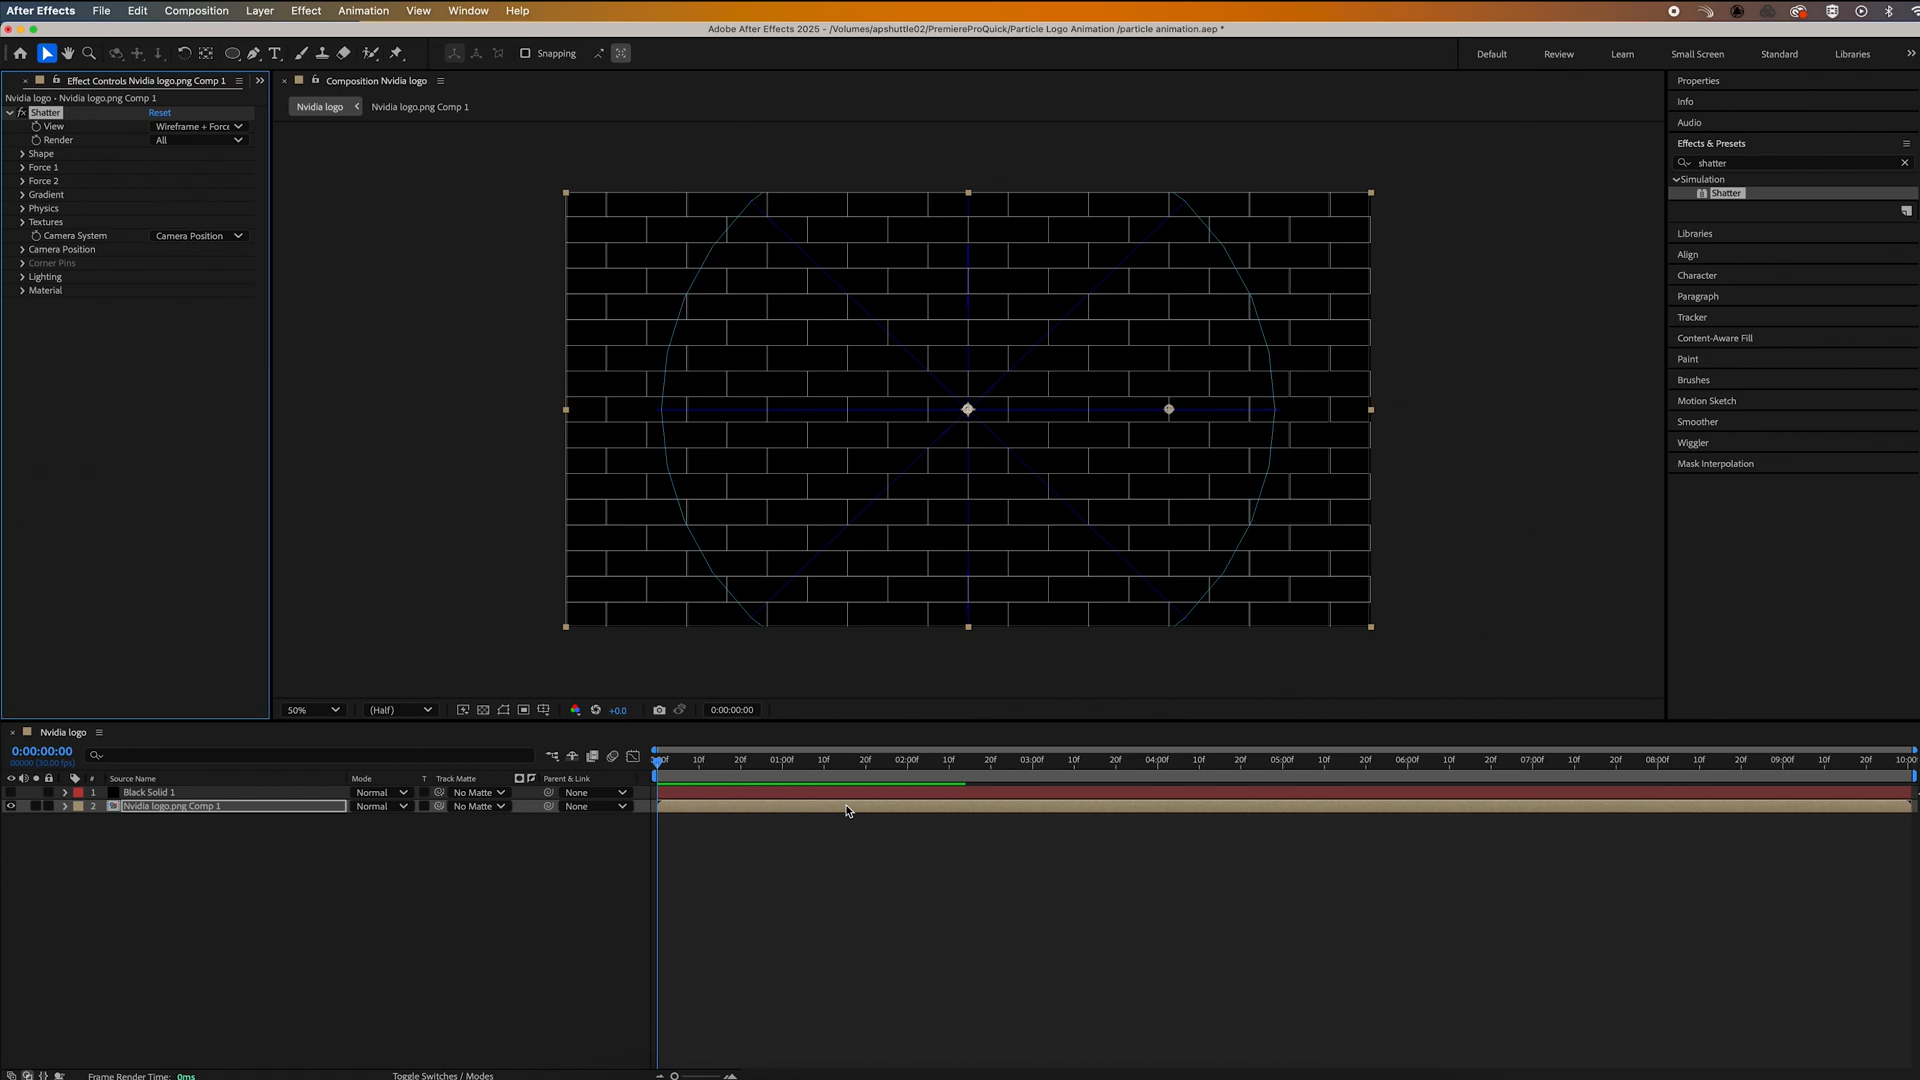 After Effects File Edit Composition Layer Effect Animation View Window Help
Adobe After Effects 2025 - /Volumes/apshuttle02/PremiereProQuick/Particle Logo Animation /particle animation.aep *
Snapping Default Review Learn Small Screen Standard Libraries
Effect Controls Nvidia logo.png Comp 1
Composition Nvidia logo
Nvidia logo - Nvidia logo.png Comp 1
Nvidia logo Nvidia logo.png Comp 1
fx Shatter Reset
View Wireframe + Force
Render All
Shape
Force 1
Force 2
Gradient
Physics
Textures
Camera System Camera Position
Camera Position
Corner Pins
Lighting
Material
Properties
Info
Audio
Effects & Presets
shatter
Simulation
Shatter
Libraries
Align
Character
Paragraph
Tracker
Content-Aware Fill
Paint
Brushes
Motion Sketch
Smoother
Wiggler
Mask Interpolation
50% (Half) +0.0 0:00:00:00
Nvidia logo
0:00:00:00
00000 (30.00 fps)
10f 20f 01:00f 10f 20f 02:00f 10f 20f 03:00f 10f 20f 04:00f 10f 20f 05:00f 10f 20f 06:00f 10f 20f 07:00f 10f 20f 08:00f 10f 20f 09:00f 10f 20f 10:00
# Source Name Mode T Track Matte Parent & Link
1 Black Solid 1 Normal No Matte None
2 Nvidia logo.png Comp 1 Normal No Matte None
Frame Render Time: 0ms Toggle Switches / Modes